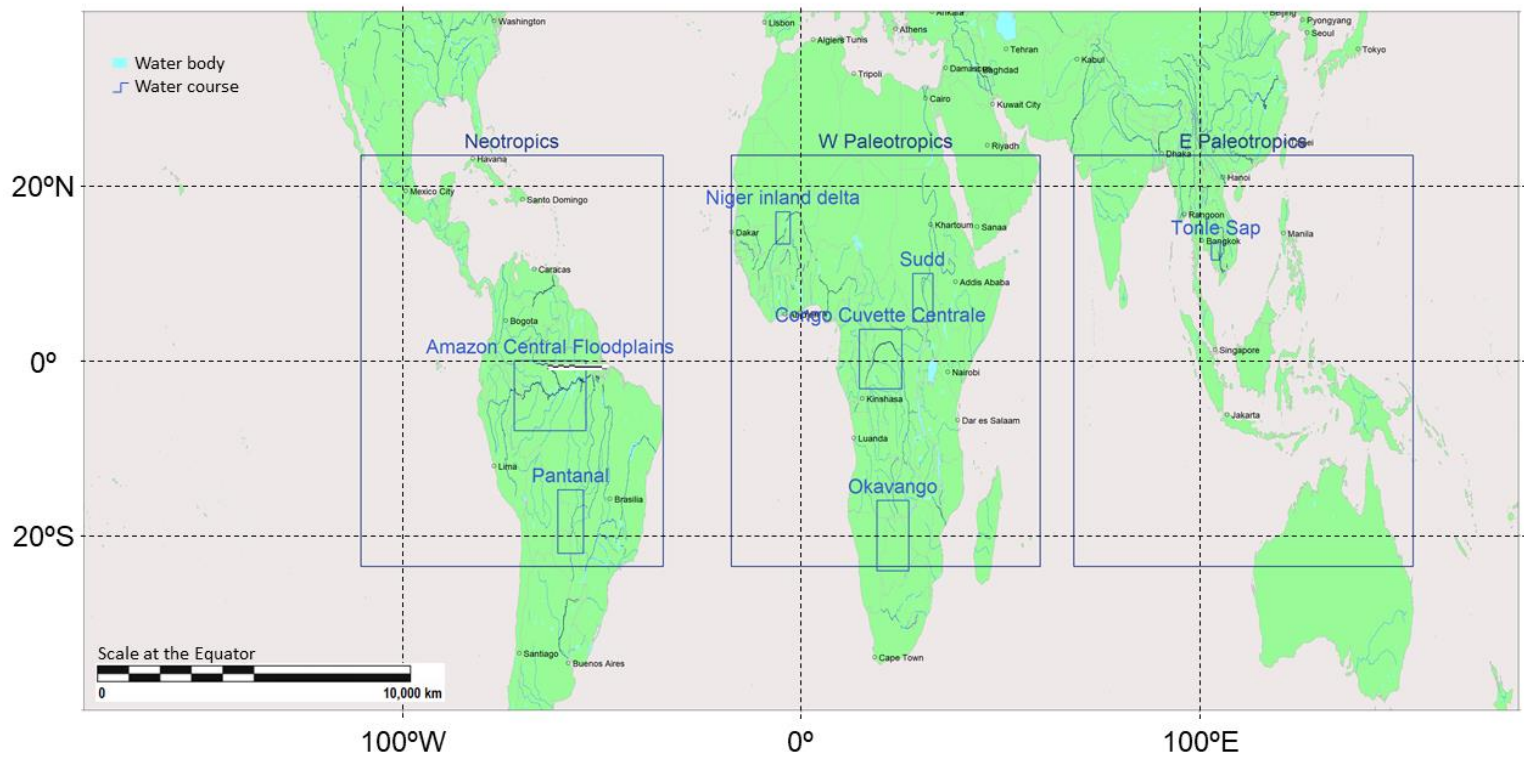 Washington
Lisbon
Algiers
Tunis
Athens
Ankara
Beijing
Pyongyang
Seoul
Tokyo
Tehran
Kabul
Water body
Water course
Tripoli
Damascus
Baghdad
Cairo
Kuwait City
Neotropics
W Paleotropics
E Paleotropics
Havana
Riyadh
Dhaka
Hanoi
20ºN
Mexico City
Santo Domingo
Niger inland delta
Rangoon
Dakar
Khartoum
Sanaa
Tonle Sap
Bangkok
Manila
Caracas
Sudd
Addis Ababa
Bogota
Congo Cuvette Centrale
Amazon Central Floodplains
0º
Singapore
Nairobi
Kinshasa
Jakarta
Dar es Salaam
Luanda
Lima
Pantanal
Okavango
Brasilia
20ºS
Scale at the Equator
0
10,000 km
Santiago
Buenos Aires
Cape Town
100ºW
0º
100ºE